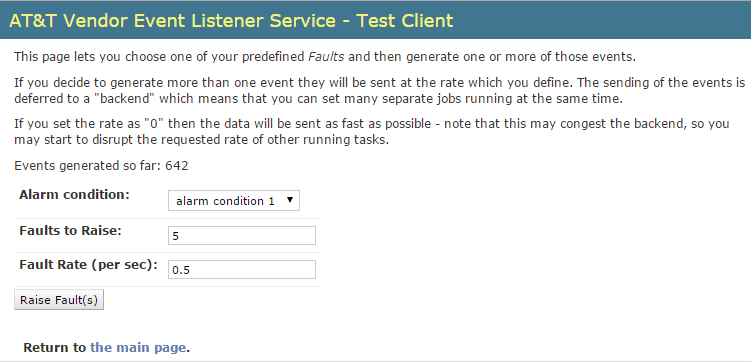 AT&T Vendor Event Listener Service - Test Client
This page lets you choose one of your predefined Faults and then generate one or more of those events.
If you decide to generate more than one event they will be sent at the rate which you define. The sending of the events is
deferred to a "backend" which means that you can set many separate jobs running at the same time.
If you set the rate as "0" then the data will be sent as fast as possible - note that this may congest the backend, so you
may start to disrupt the requested rate of other running tasks.
Events generated so far: 642
Alarm condition: alarm condition 1
Faults to Raise: 5
Fault Rate (per sec): 0.5
Raise Fault(s)
Return to the main page.